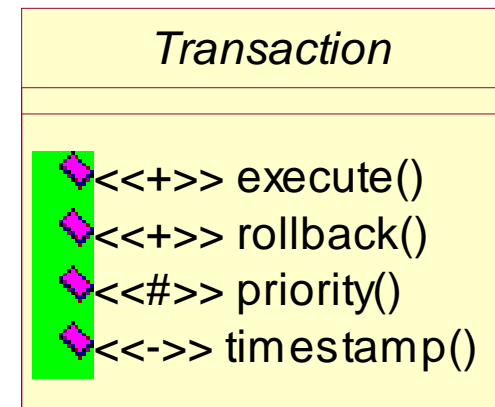 Transaction
<<+>> execute()
<<+>> rollback()
<<#>> priority()
<<->> timestamp()